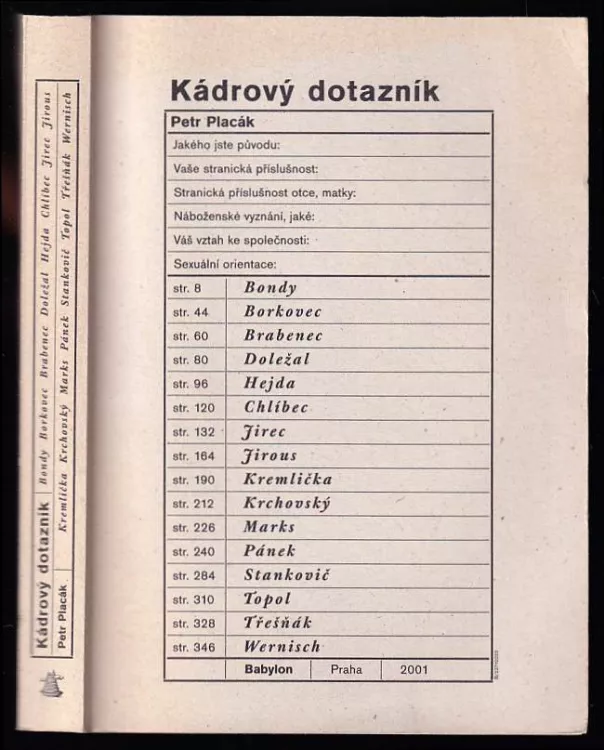 Kádrový dotazník
Petr Placák
Jakého jste původu:
Vaše stranická příslušnost:
Stranická příslušnost otce, matky:
Náboženské vyznání, jaké:
Váš vztah ke společnosti:
Sexuální orientace:
str. 8 Bondy
str. 44 Borkovec
str. 60 Brabenec
str. 80 Doležal
str. 96 Hejda
str. 120 Chlíbec
str. 132 Jirec
str. 164 Jirous
str. 190 Kremlička
str. 212 Krchovský
str. 226 Marks
str. 240 Pánek
str. 284 Stankovič
str. 310 Topol
str. 328 Třešňák
str. 346 Wernisch
Babylon Praha 2001
Kádrový dotazník Bondy Borkovec Brabenec Doležal Hejda Chlíbec Jirec Jirous
Petr Placák Kremlička Krchovský Marks Pánek Stankovič Topol Třešňák Wernisch